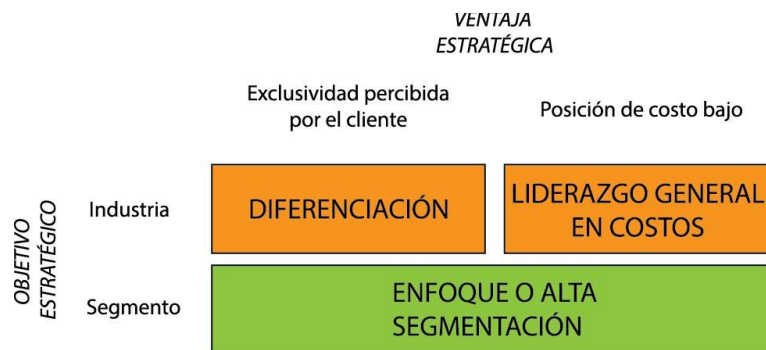 VENTAJA
ESTRATÉGICA
Exclusividad percibida
por el cliente
Posición de costo bajo
OBJETIVO
ESTRATÉGICO
Industria
DIFERENCIACIÓN
LIDERAZGO GENERAL
EN COSTOS
Segmento
ENFOQUE O ALTA
SEGMENTACIÓN